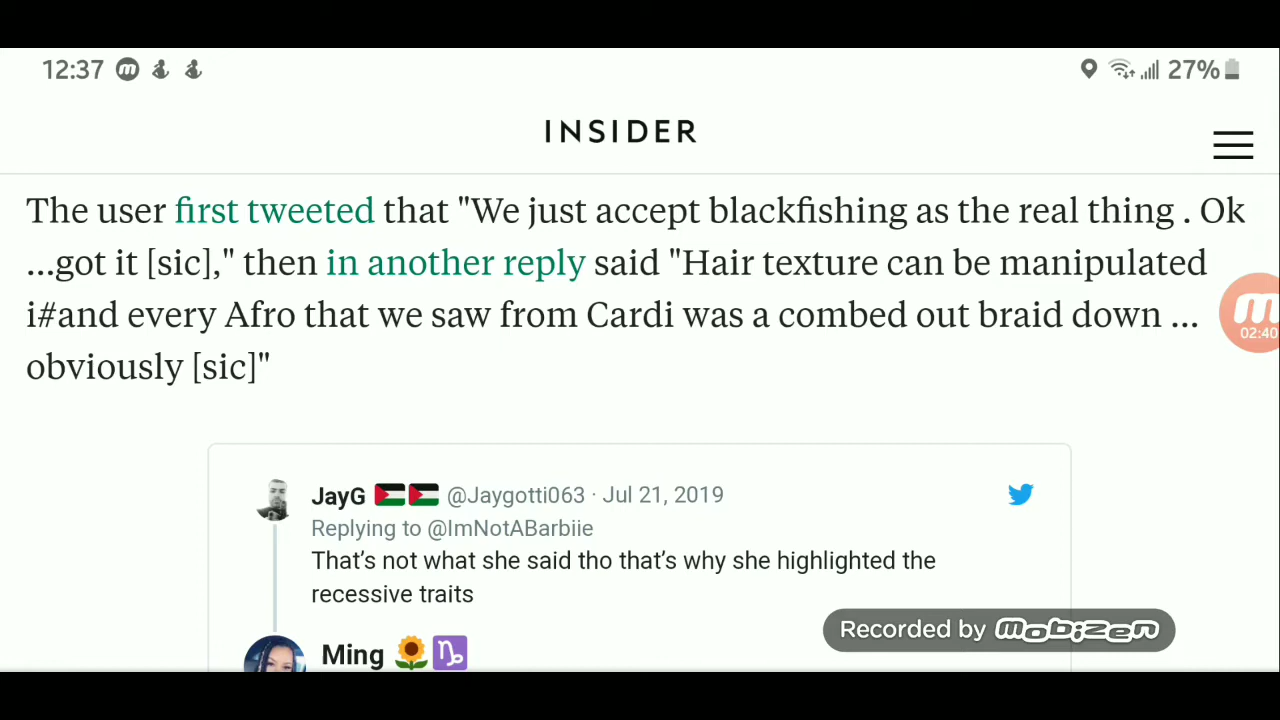 12:37 27%
INSIDER
The user first tweeted that "We just accept blackfishing as the real thing . Ok
...got it [sic]," then in another reply said "Hair texture can be manipulated
i#and every Afro that we saw from Cardi was a combed out braid down ...
obviously [sic]"
02:40
JayG @Jaygotti063 · Jul 21, 2019
Replying to @ImNotABarbiie
That's not what she said tho that's why she highlighted the
recessive traits
Recorded by mobizen
Ming